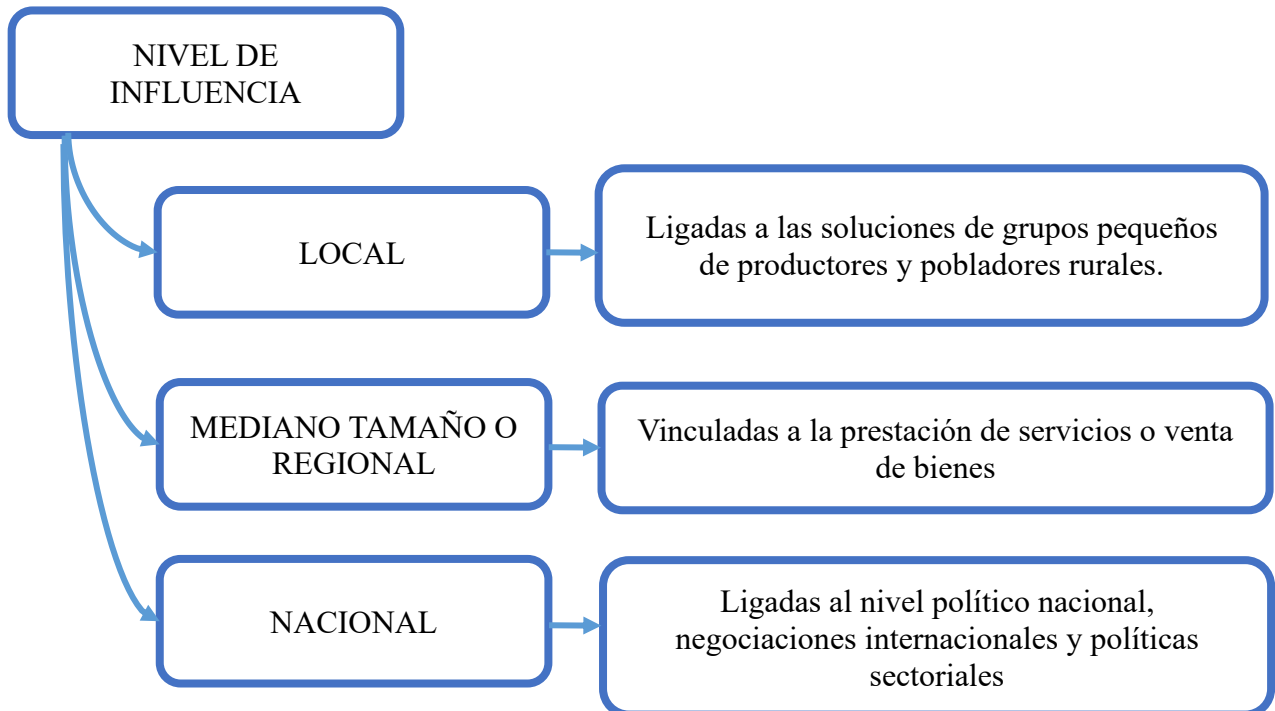 NIVEL DE
INFLUENCIA
LOCAL
Ligadas a las soluciones de grupos pequeños
de productores y pobladores rurales.
MEDIANO TAMAÑO O
REGIONAL
Vinculadas a la prestación de servicios o venta
de bienes
NACIONAL
Ligadas al nivel político nacional,
negociaciones internacionales y políticas
sectoriales